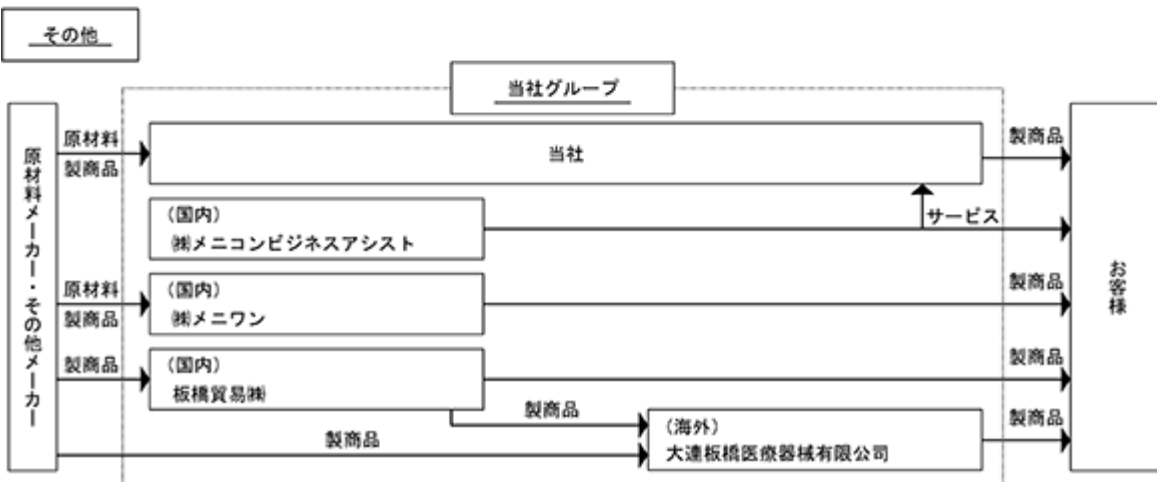 その他
当社グループ
原材料メーカー・その他メーカー
原材料
製商品
当社
製商品
(国内)
㈱メニコンビジネスアシスト
サービス
原材料
製商品
(国内)
㈱メニワン
製商品
製商品
(国内)
板橋貿易㈱
製商品
製商品
製商品
(海外)
大連板橋医療器械有限公司
製商品
お客様